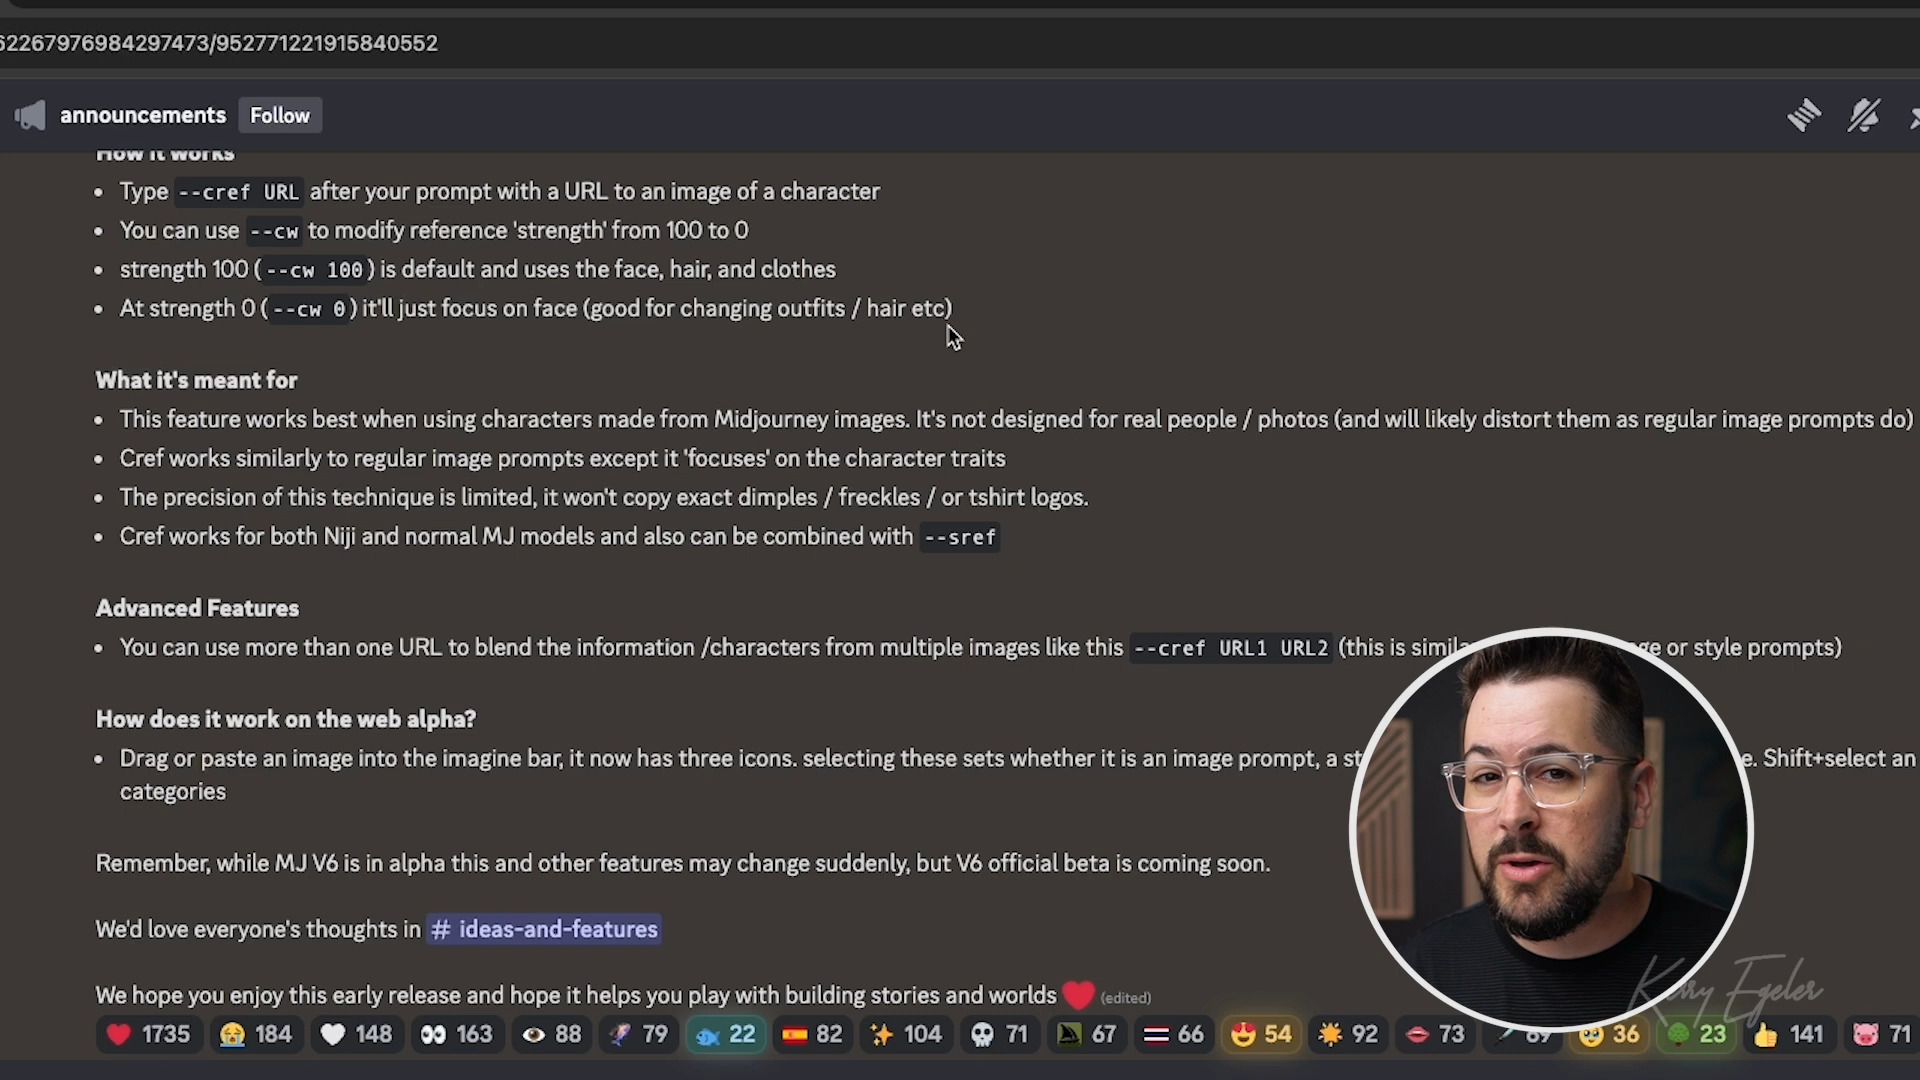 62267976984297473/952771221915840552
announcements Follow
How it works
Type --cref URL after your prompt with a URL to an image of a character
You can use --cw to modify reference 'strength' from 100 to 0
strength 100 (--cw 100) is default and uses the face, hair, and clothes
At strength 0 (--cw 0) it'll just focus on face (good for changing outfits / hair etc)
What it's meant for
This feature works best when using characters made from Midjourney images. It's not designed for real people / photos (and will likely distort them as regular image prompts do)
Cref works similarly to regular image prompts except it 'focuses' on the character traits
The precision of this technique is limited, it won't copy exact dimples / freckles / or tshirt logos.
Cref works for both Niji and normal MJ models and also can be combined with --sref
Advanced Features
You can use more than one URL to blend the information /characters from multiple images like this --cref URL1 URL2 (this is or style prompts)
How does it work on the web alpha?
Drag or paste an image into the imagine bar, it now has three icons. selecting these sets whether it is an image prompt, a Shift+select an
categories
Remember, while MJ V6 is in alpha this and other features may change suddenly, but V6 official beta is coming soon.
We'd love everyone's thoughts in # ideas-and-features
We hope you enjoy this early release and hope it helps you play with building stories and worlds ❤️ (edited)
1735 184 148 163 88 79 22 82 104 71 67 66 54 92 73 36 23 141 71
Kerry Egeler